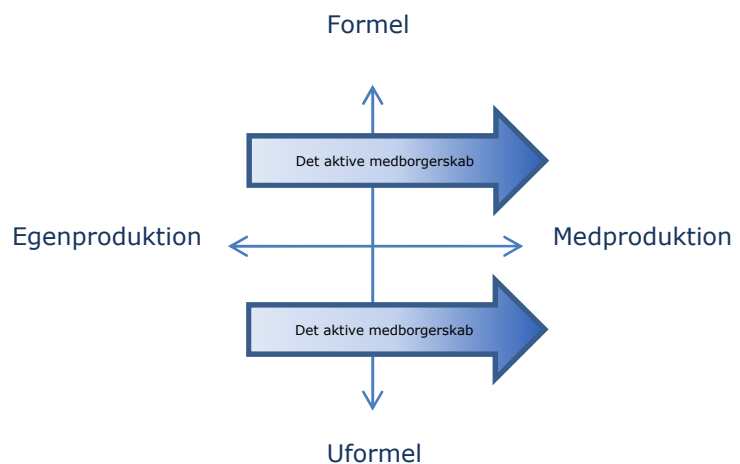 Formel
Det aktive medborgerskab
Egenproduktion
Medproduktion
Det aktive medborgerskab
Uformel